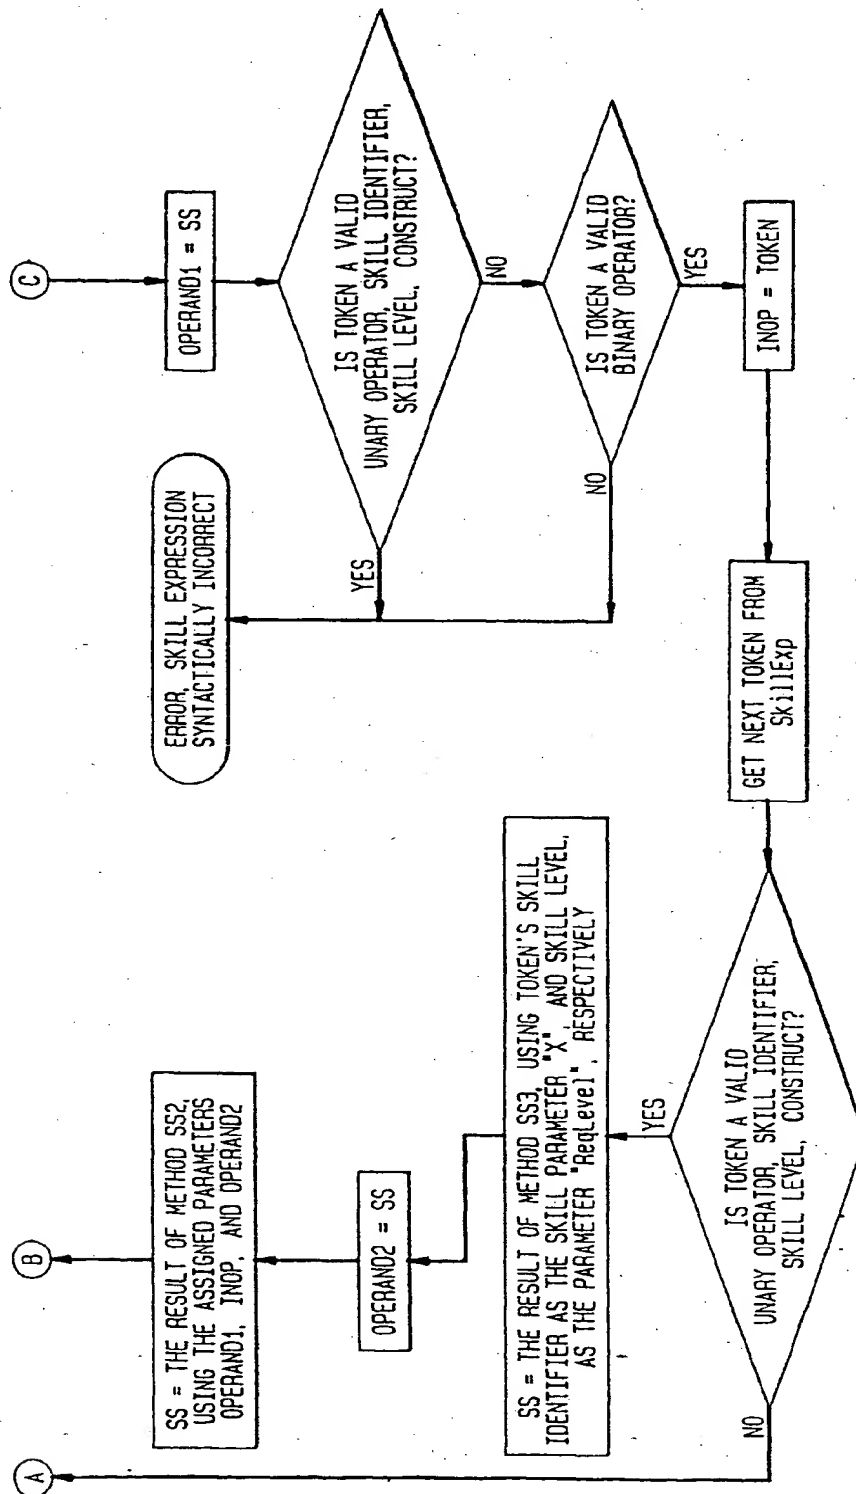 C
OPERAND1 = SS
IS TOKEN A VALID
UNARY OPERATOR, SKILL IDENTIFIER,
SKILL LEVEL, CONSTRUCT?
YES
NO
ERROR, SKILL EXPRESSION
SYNTACTICALLY INCORRECT
IS TOKEN A VALID
BINARY OPERATOR?
NO
YES
INOP = TOKEN
GET NEXT TOKEN FROM
SkillExp
IS TOKEN A VALID
UNARY OPERATOR, SKILL IDENTIFIER,
SKILL LEVEL, CONSTRUCT?
YES
NO
SS = THE RESULT OF METHOD SS3, USING TOKEN'S SKILL
IDENTIFIER AS THE SKILL PARAMETER "X", AND SKILL LEVEL,
AS THE PARAMETER "ReqLevel", RESPECTIVELY
OPERAND2 = SS
SS = THE RESULT OF METHOD SS2,
USING THE ASSIGNED PARAMETERS
OPERAND1, INOP, AND OPERAND2
B
A